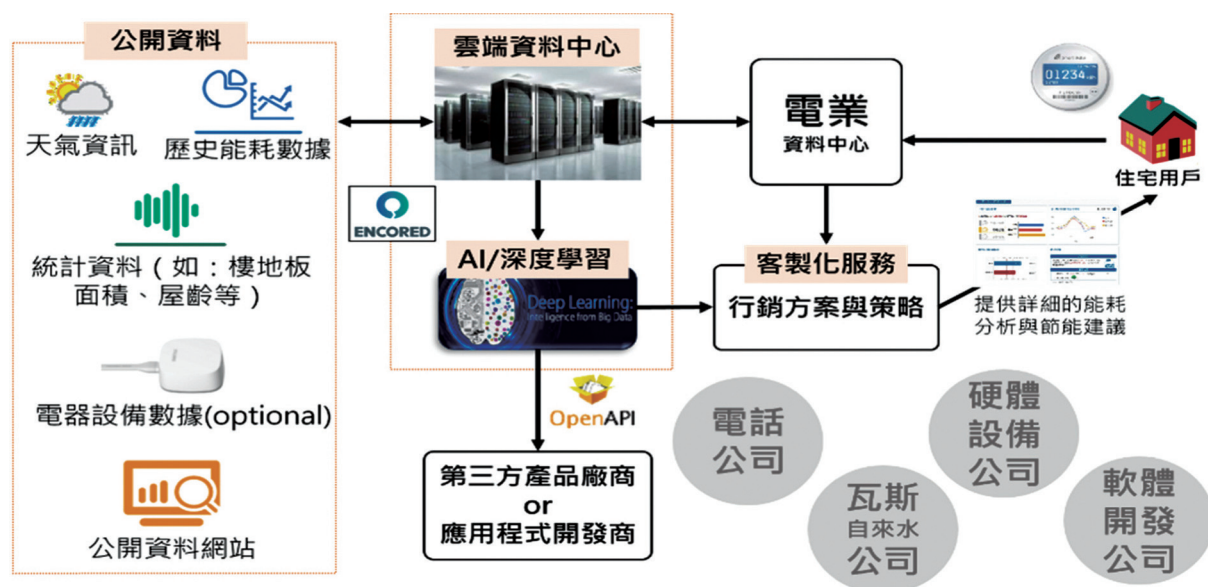 公開資料
天氣資訊
歷史能耗數據
統計資料（如：樓地板
面積、屋齡等）
電器設備數據(optional)
公開資料網站
雲端資料中心
ENCORED
AI/深度學習
Deep Learning:
Intelligence from Big Data
OpenAPI
第三方產品廠商
or
應用程式開發商
電業
資料中心
客製化服務
行銷方案與策略
01234
住宅用戶
提供詳細的能耗
分析與節能建議
電話
公司
瓦斯
自來水
公司
硬體
設備
公司
軟體
開發
公司